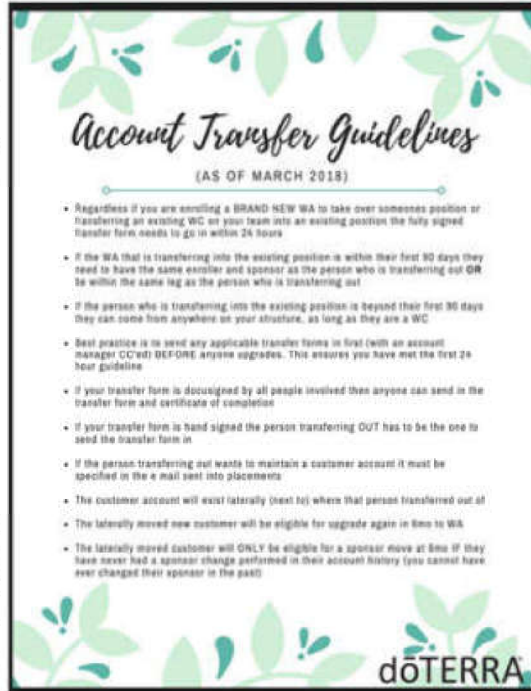 Account Transfer Guidelines
(AS OF MARCH 2018)
• Regardless if you are enrolling a BRAND NEW WA to take over someones position or
transferring an existing WC on your team into an existing position the fully signed
transfer form needs to go in within 24 hours
• If the WA that is transferring into the existing position is within their first 90 days they
need to have the same enroller and sponsor as the person who is transferring out OR
be within the same leg as the person who is transferring out
• If the person who is transferring into the existing position is beyond their first 90 days
they can come from anywhere on your structure, as long as they are a WC
• Best practice is to send any applicable transfer forms in first (with an account
manager CC'ed) BEFORE anyone upgrades. This ensures you have met the first 24
hour guideline
• If your transfer form is docusigned by all people involved then anyone can send in the
transfer form and certificate of completion
• If your transfer form is hand signed the person transferring OUT has to be the one to
send the transfer form in
• If the person transferring out wants to maintain a customer account it must be
specified in the e mail sent into placements
• The customer account will exist laterally (next to) where that person transferred out of
• The laterally moved new customer will be eligible for upgrade again in 6mo to WA
• The laterally moved customer will ONLY be eligible for a sponsor move at 6mo IF they
have never had a sponsor change performed in their account history (you cannot have
ever changed their sponsor in the past)
dōTERRA